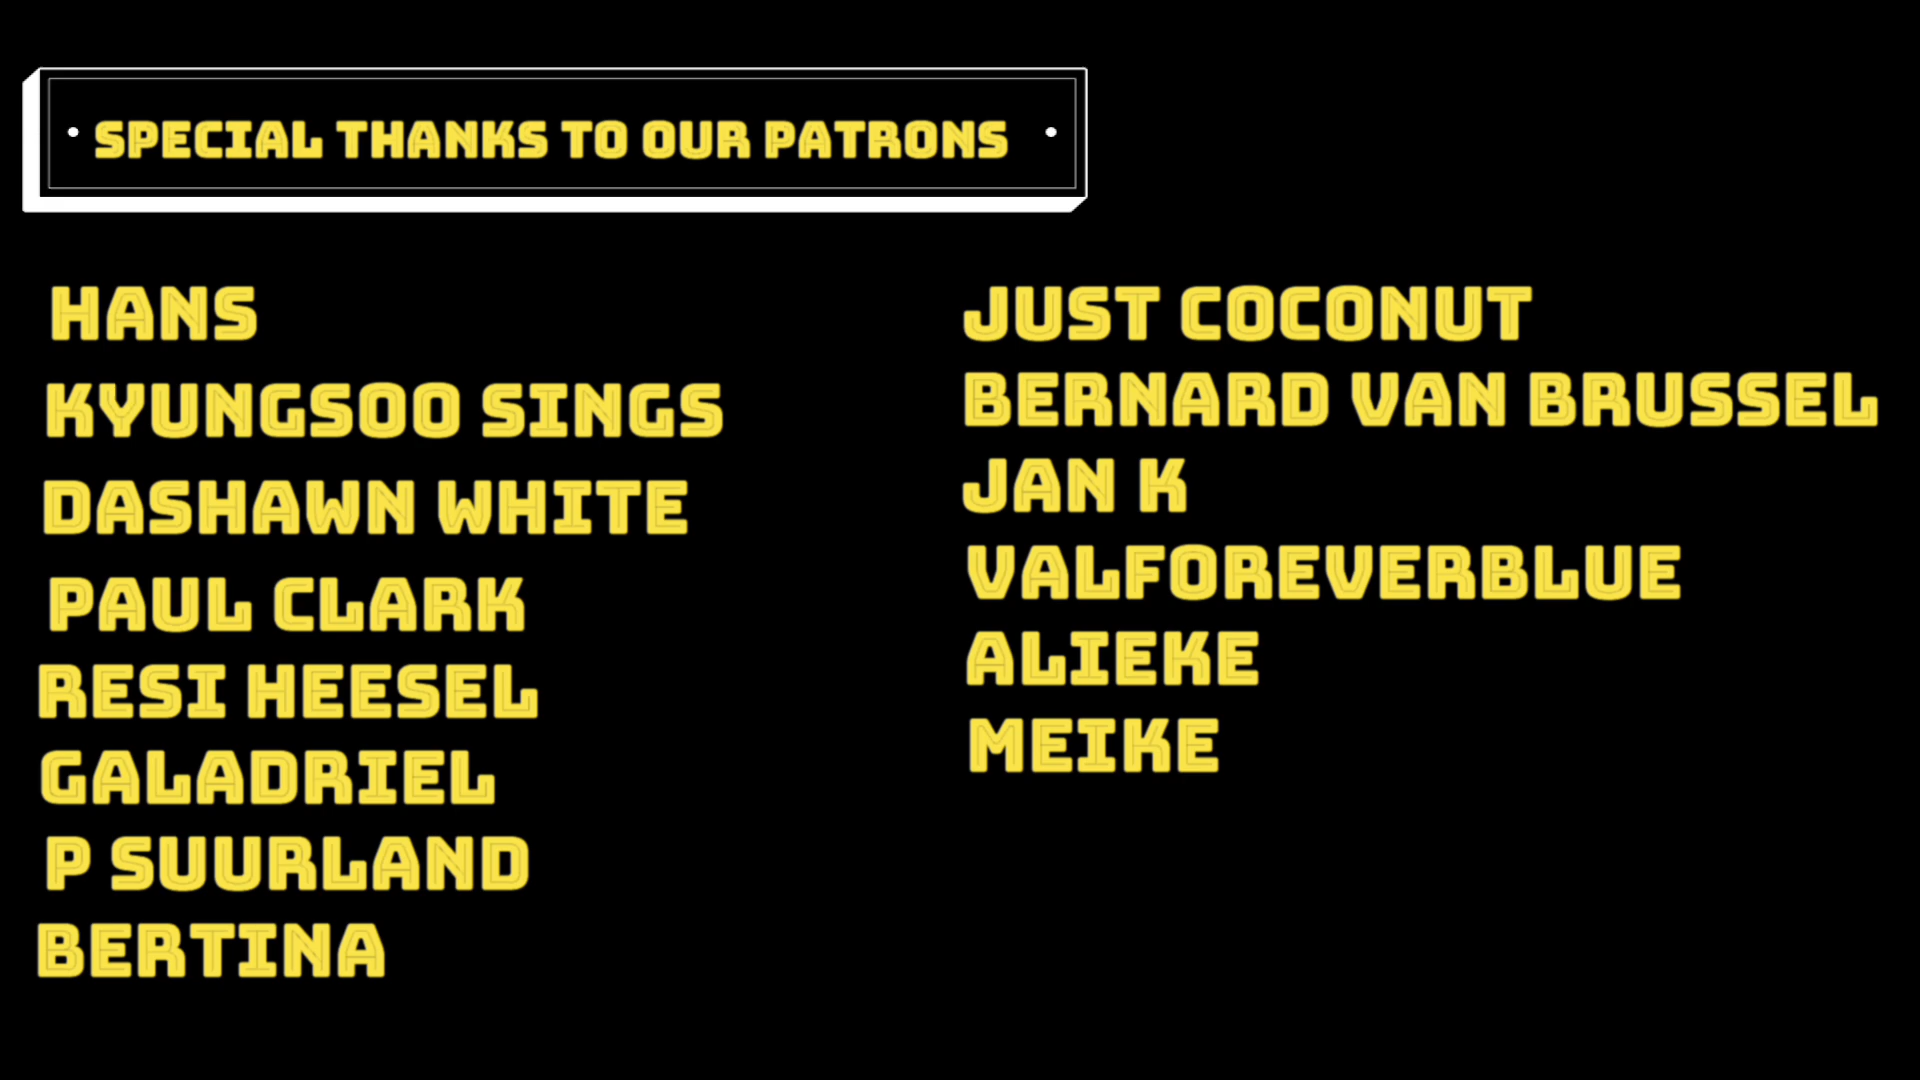 SPECIAL THANKS TO OUR PATRONS
HANS
KYUNGSOO SINGS
DASHAWN WHITE
PAUL CLARK
RESI HEESEL
GALADRIEL
P SUURLAND
BERTINA
JUST COCONUT
BERNARD VAN BRUSSEL
JAN K
VALFOREVERBLUE
ALIEKE
MEIKE